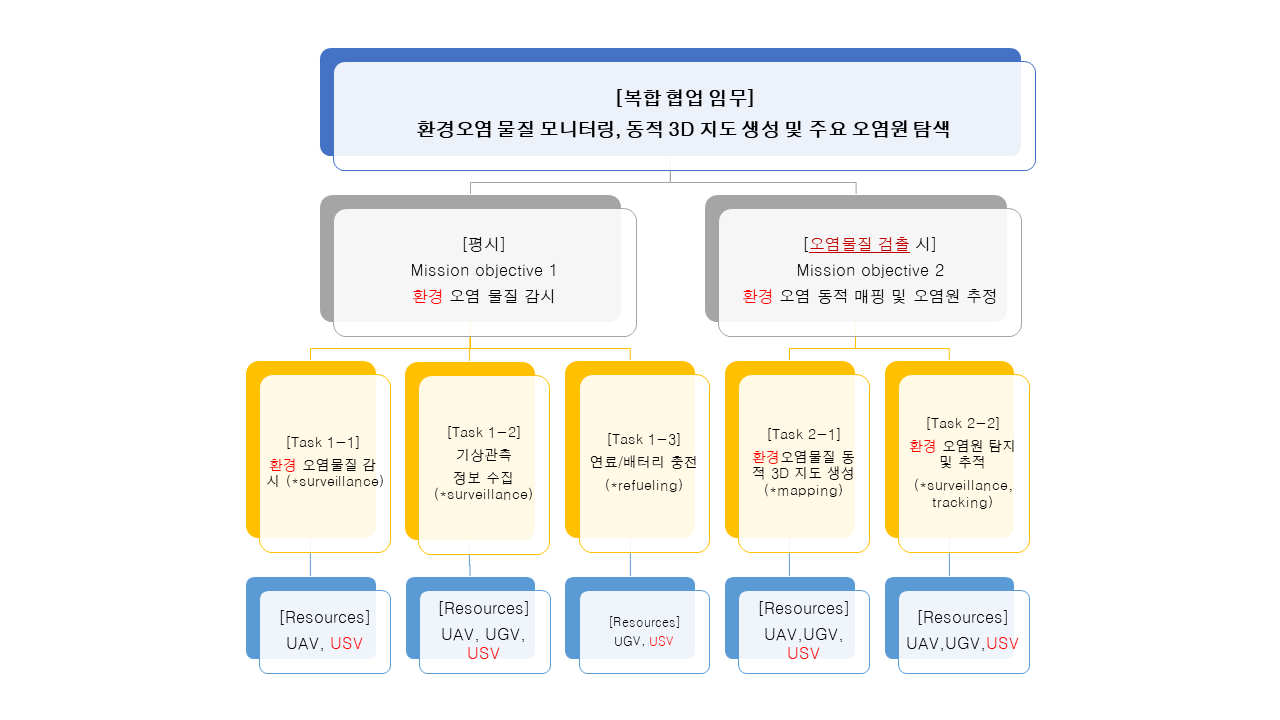 [복합 협업 임무]
환경오염 물질 모니터링, 동적 3D 지도 생성 및 주요 오염원 탐색
[평시]
Mission objective 1
환경 오염 물질 감시
[오염물질 검출 시]
Mission objective 2
환경 오염 동적 매핑 및 오염원 추정
[Task 1-1]
환경 오염물질 감
시 (*surveillance)
[Task 1-2]
기상관측
정보 수집
(*surveillance)
[Task 1-3]
연료/배터리 충전
(*refueling)
[Task 2-1]
환경오염물질 동
적 3D 지도 생성
(*mapping)
[Task 2-2]
환경 오염원 탐지
및 추적
(*surveillance,
tracking)
[Resources]
UAV, USV
[Resources]
UAV, UGV,
USV
[Resources]
UGV, USV
[Resources]
UAV,UGV,
USV
[Resources]
UAV,UGV,USV